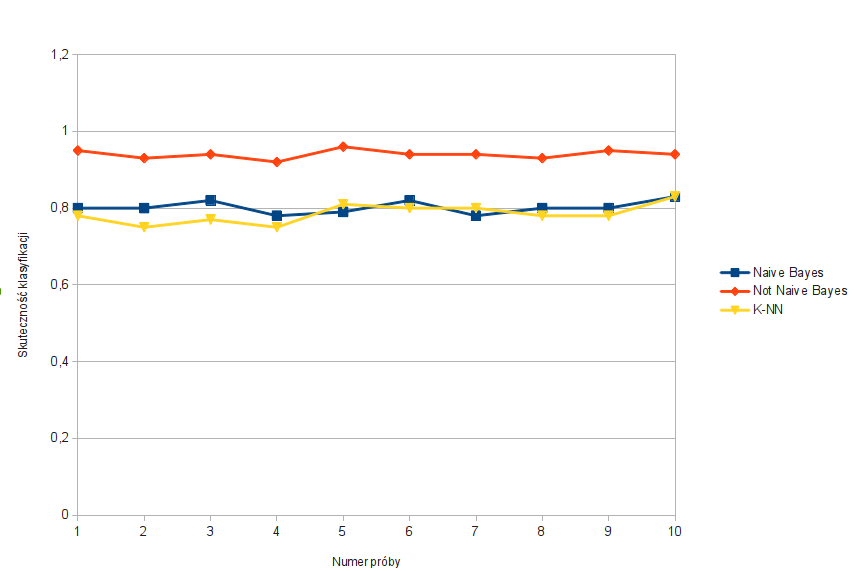 1,2
1
0,8
0,6
0,4
0,2
0
Skuteczność klasyfikacji
1 2 3 4 5 6 7 8 9 10
Numer próby
Naive Bayes
Not Naive Bayes
K-NN